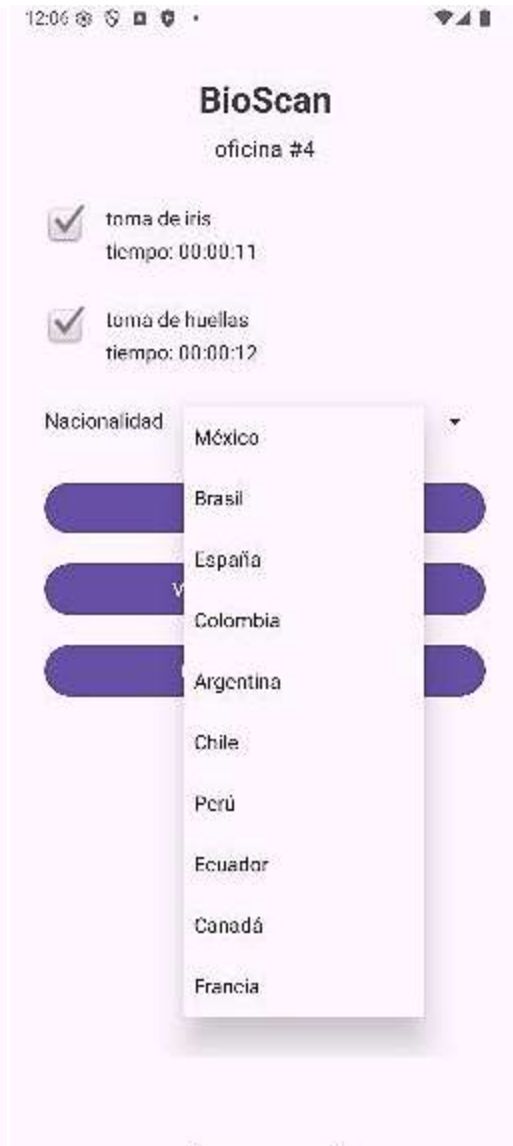 12:06
BioScan
oficina #4
toma de iris
tiempo: 00:00:11
toma de huellas
tiempo: 00:00:12
Nacionalidad
México
Brasil
España
Colombia
Argentina
Chile
Perú
Ecuador
Canadá
Francia